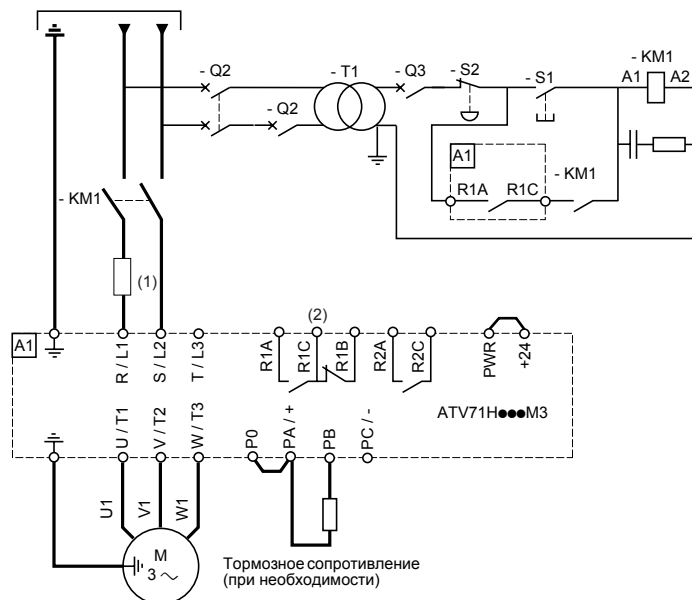 - Q2
- T1
- Q3
- S2
- S1
- KM1
A1
A2
- Q2
A1
- KM1
R1A
R1C
- KM1
(1)
(2)
A1
R / L1
S / L2
T / L3
R1A
R1C
R1B
R2A
R2C
PWR
+24
ATV71H●●●M3
U / T1
V / T2
W / T3
P0
PA / +
PB
PC / -
U1
V1
W1
M
3 ~
Тормозное сопротивление
(при необходимости)